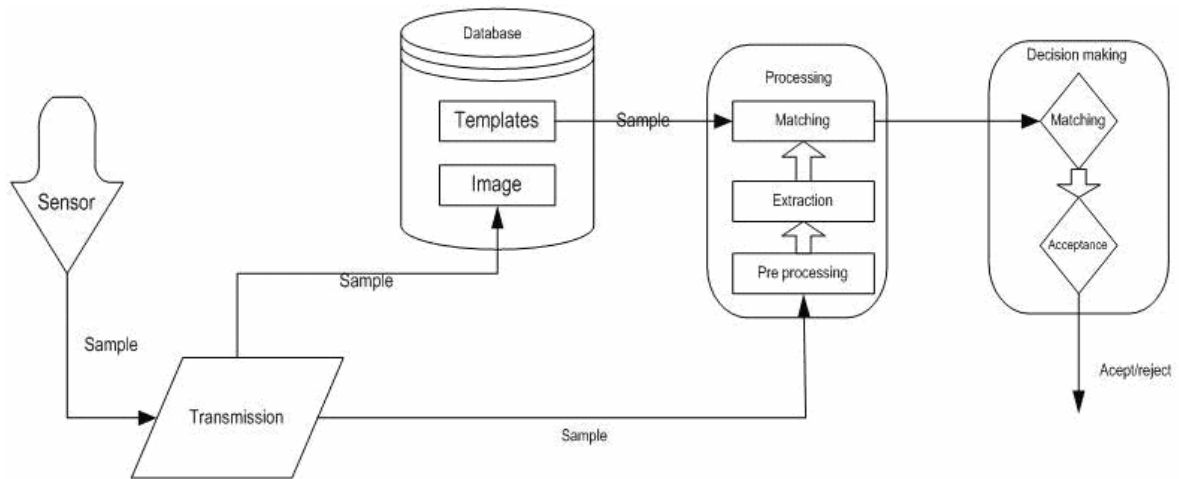 Database
Decision making
Processing
Templates
Sample
Matching
Matching
Image
Sensor
Extraction
Acceptance
Pre processing
Sample
Sample
Acept/reject
Transmission
Sample